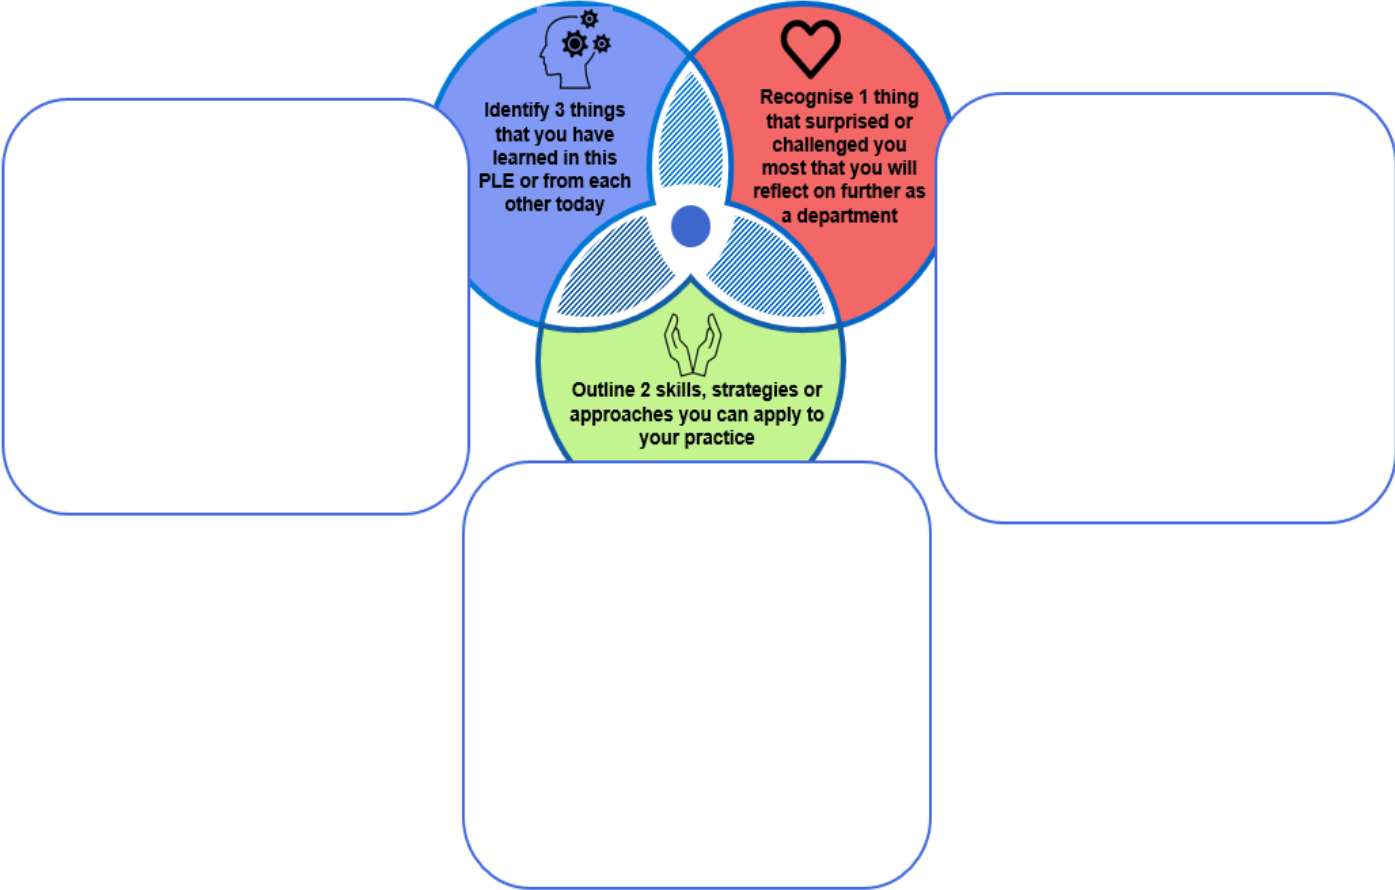 Identify 3 things
that you have
learned in this
PLE or from each
other today
Recognise 1 thing
that surprised or
challenged you
most that you will
reflect on further as
a department
Outline 2 skills, strategies or
approaches you can apply to
your practice